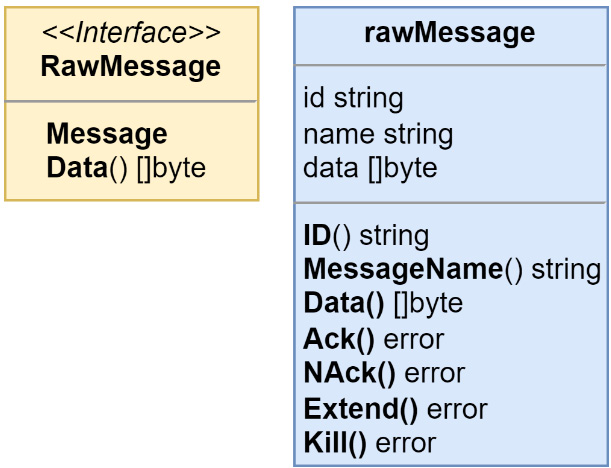 <<Interface>>
RawMessage
Message
Data() []byte
rawMessage
id string
name string
data []byte
ID() string
MessageName() string
Data() []byte
Ack() error
NAck() error
Extend() error
Kill() error